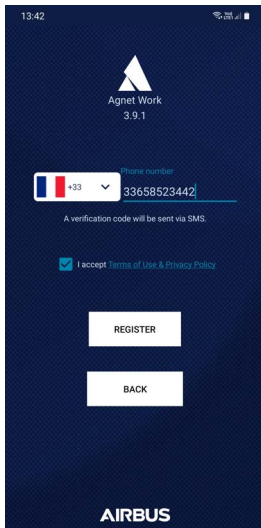 13:42
Agnet Work
3.9.1
Phone number
+33
33658523442
A verification code will be sent via SMS.
I accept Terms of Use & Privacy Policy
REGISTER
BACK
AIRBUS